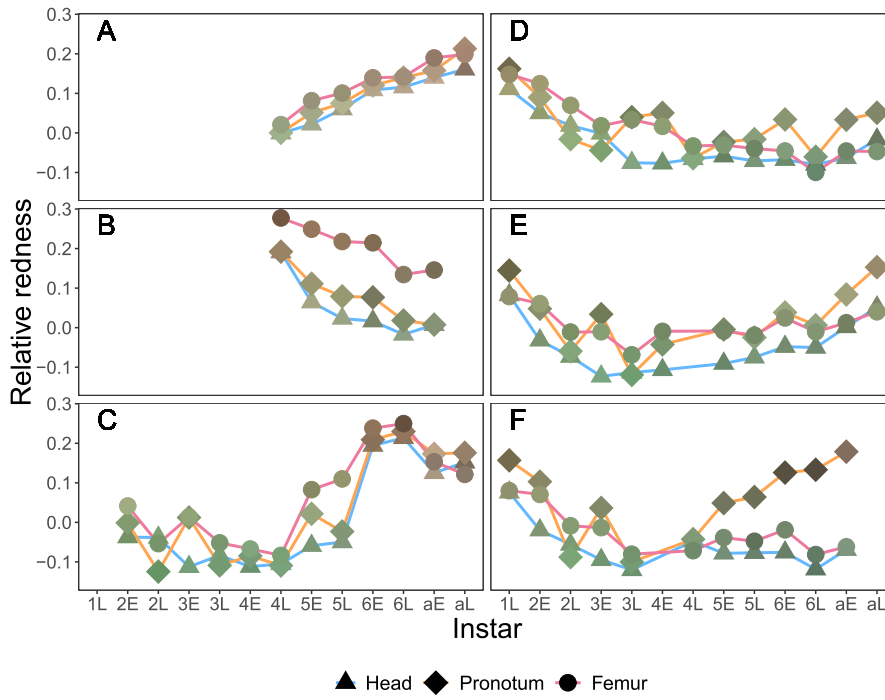 A
D
0.3
0.2
0.1
0.0
−0.1
B
E
0.3
0.2
0.1
0.0
−0.1
C
F
0.3
0.2
0.1
0.0
−0.1
Relative redness
1L 2E 2L 3E 3L 4E 4L 5E 5L 6E 6L aE aL
1L 2E 2L 3E 3L 4E 4L 5E 5L 6E 6L aE aL
Instar
Head Pronotum Femur